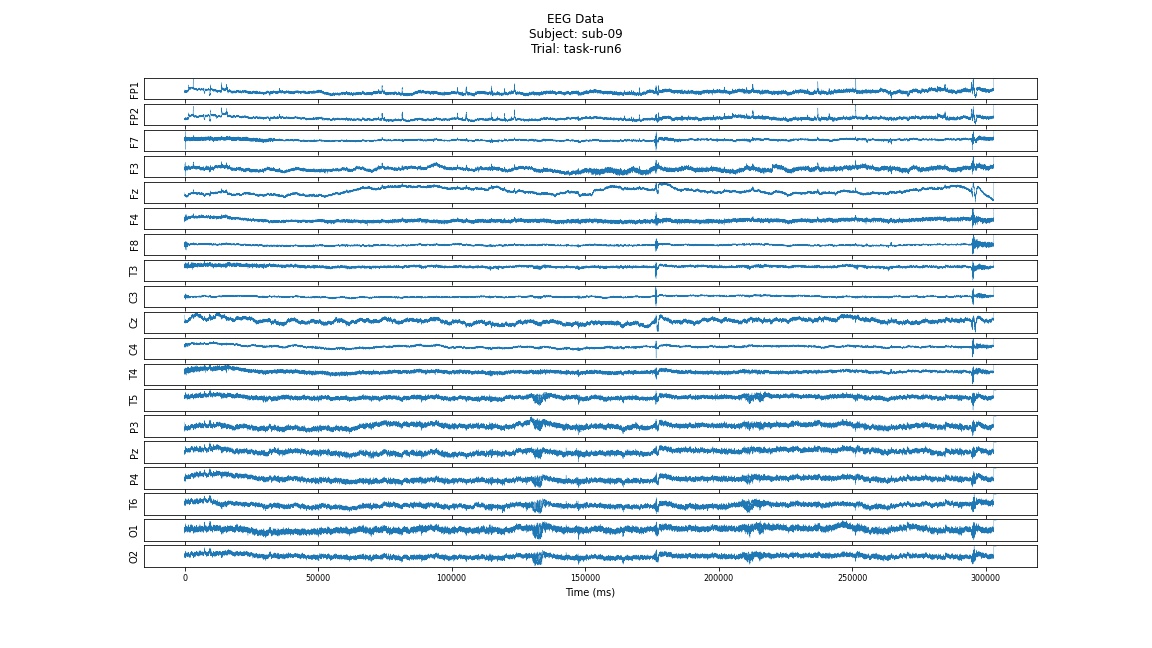 EEG Data
Subject: sub-09
Trial: task-run6
FP1
FP2
F7
F3
Fz
F4
F8
T3
C3
Cz
C4
T4
T5
P3
Pz
P4
T6
O1
O2
0 50000 100000 150000 200000 250000 300000
Time (ms)